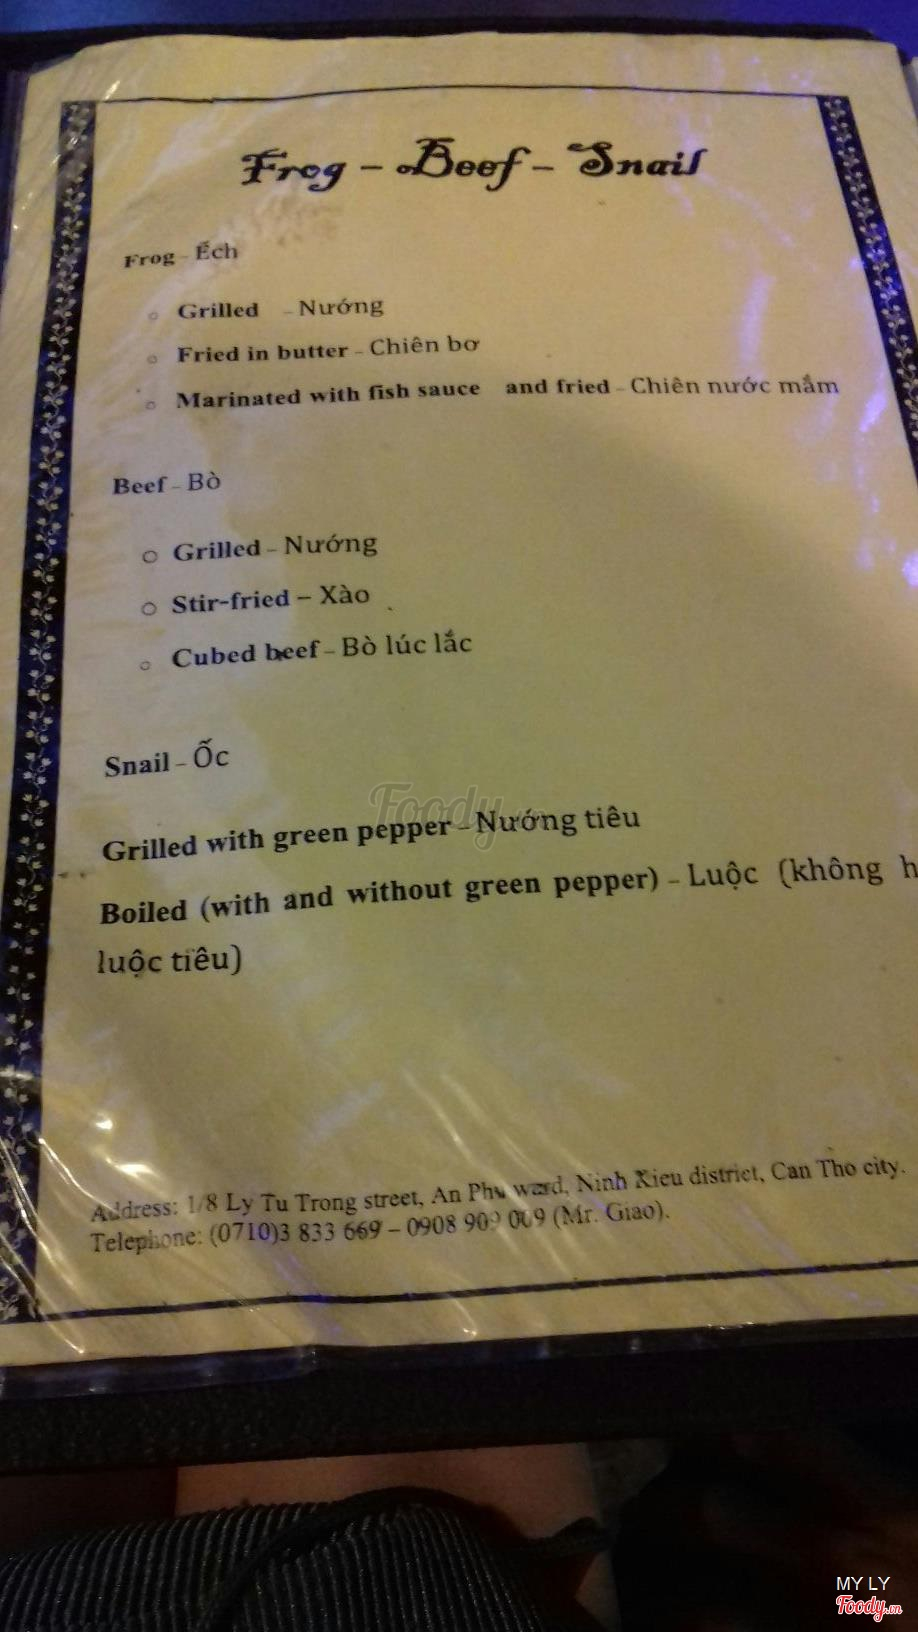 Frog - Beef - Snail
Frog - Ếch
Grilled - Nướng
Fried in butter - Chiên bơ
Marinated with fish sauce and fried - Chiên nước mắm
Beef - Bò
Grilled - Nướng
Stir-fried - Xào
Cubed beef - Bò lúc lắc
Snail - Ốc
Grilled with green pepper - Nướng tiêu
Boiled (with and without green pepper) - Luộc (không
luộc tiêu)
Foody.vn
Address: 1/8 Ly Tu Trong street, An Phu ward, Ninh Kieu district, Can Tho city.
Telephone: (0710)3 833 669 - 0908 909 009 (Mr. Giao).
MY LY
Foody.vn